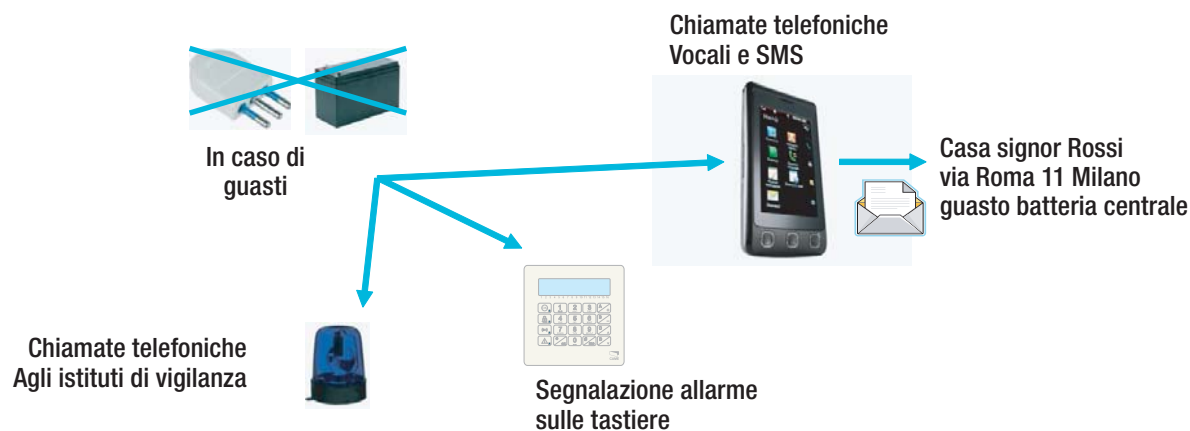 Chiamate telefoniche
Vocali e SMS
In caso di
guasti
Casa signor Rossi
via Roma 11 Milano
guasto batteria centrale
Chiamate telefoniche
Agli istituti di vigilanza
Segnalazione allarme
sulle tastiere